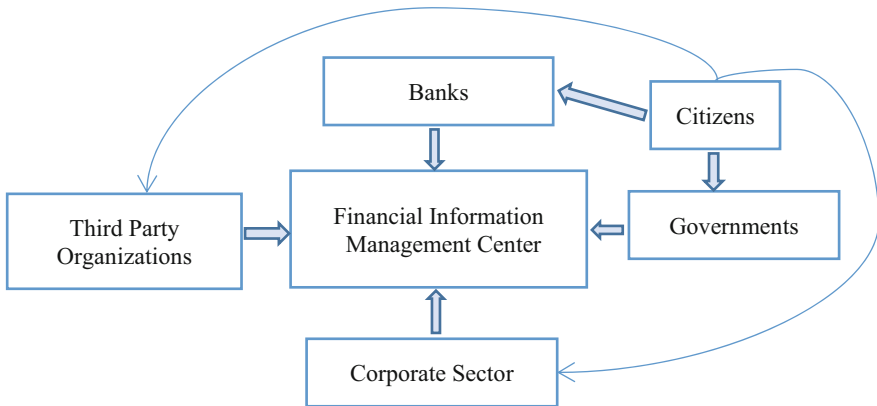 Banks
Citizens
Third Party
Organizations
Financial Information
Management Center
Governments
Corporate Sector